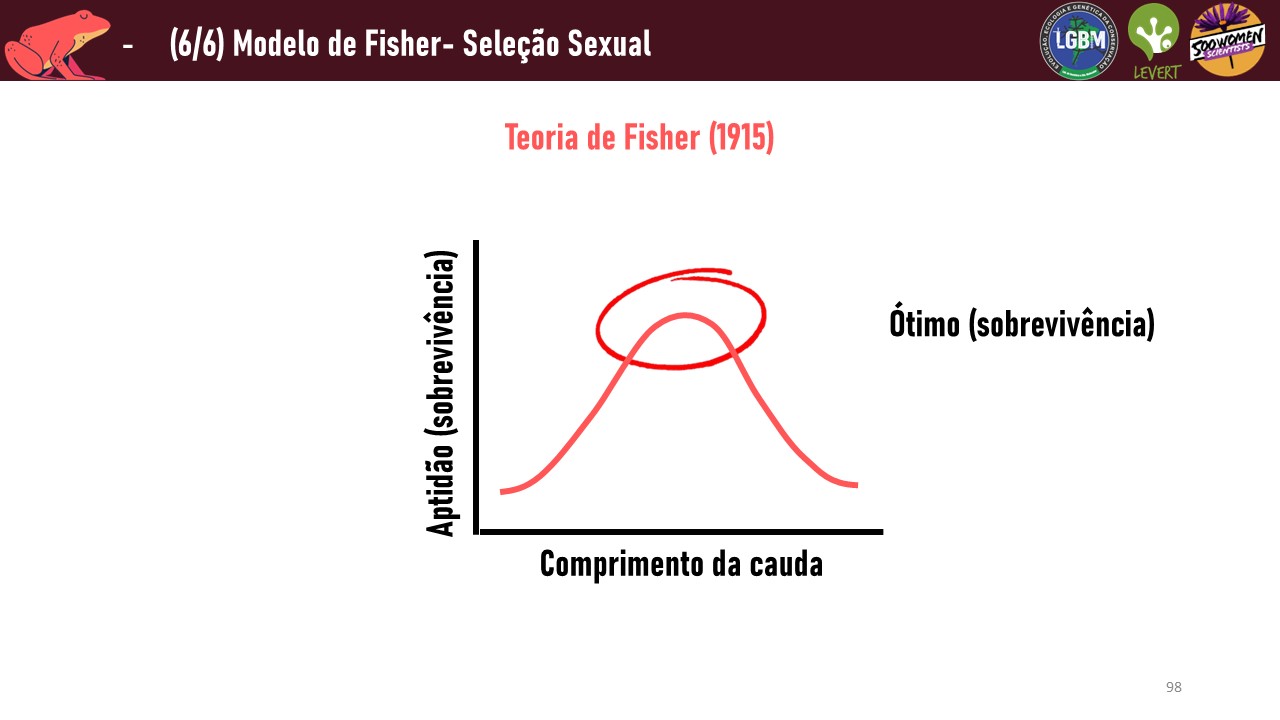 - (6/6) Modelo de Fisher- Seleção Sexual
LGBM
LEVERT
500 WOMEN
SCIENTISTS
Teoria de Fisher (1915)
Aptidão (sobrevivência)
Ótimo (sobrevivência)
Comprimento da cauda
98